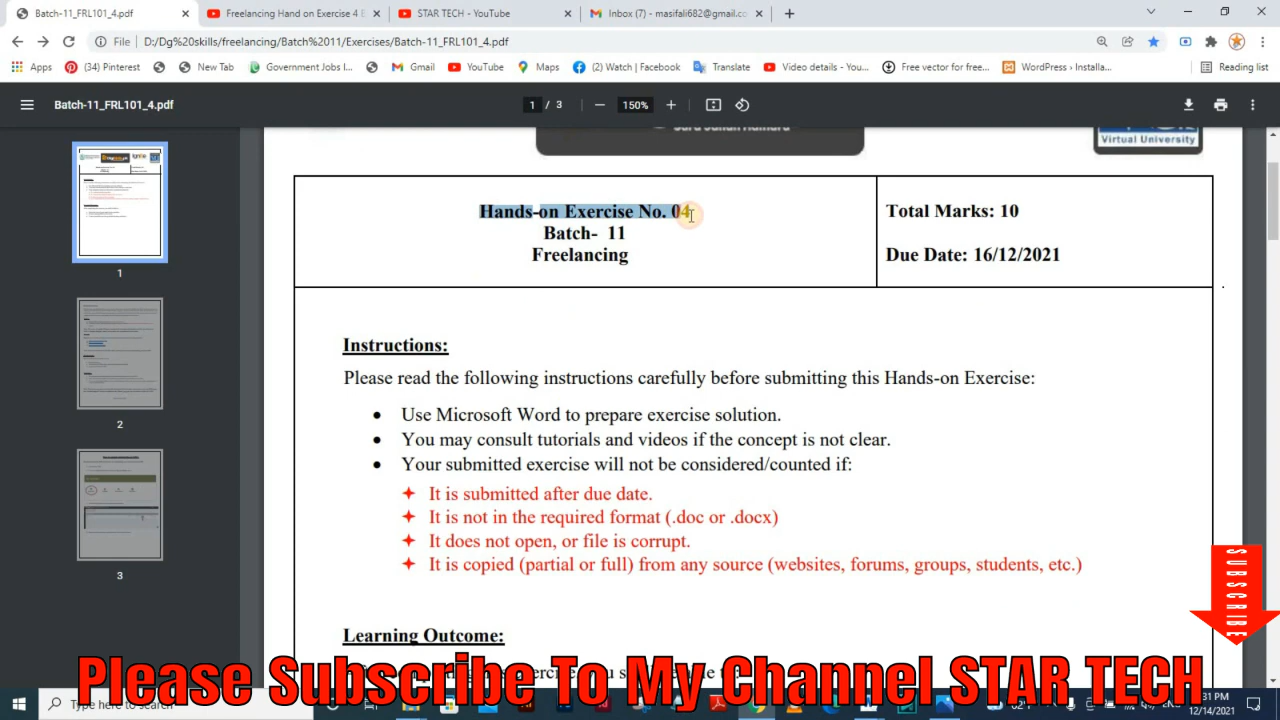 Batch-11_FRL101_4.pdf
Freelancing Hand on Exercise 4 E
STAR TECH - YouTube
Inbox (7) - masifali682@gmail.co
File
D:/Dg%20skills/freelancing/Batch%2011/Exercises/Batch-11_FRL101_4.pdf
Apps
(34) Pinterest
New Tab
Government Jobs I...
Gmail
YouTube
Maps
(2) Watch | Facebook
Translate
Video details - You...
Free vector for free...
WordPress › Installa...
Reading list
Batch-11_FRL101_4.pdf
1 / 3
150%
Virtual University
Hands-on Exercise No. 04
Batch- 11
Freelancing
Total Marks: 10
Due Date: 16/12/2021
Instructions:
Please read the following instructions carefully before submitting this Hands-on Exercise:
Use Microsoft Word to prepare exercise solution.
You may consult tutorials and videos if the concept is not clear.
Your submitted exercise will not be considered/counted if:
It is submitted after due date.
It is not in the required format (.doc or .docx)
It does not open, or file is corrupt.
It is copied (partial or full) from any source (websites, forums, groups, students, etc.)
Learning Outcome:
1
2
3
SUBSCRIBE
Please Subscribe To My Channel STAR TECH
Type here to search
ENG
12/14/2021